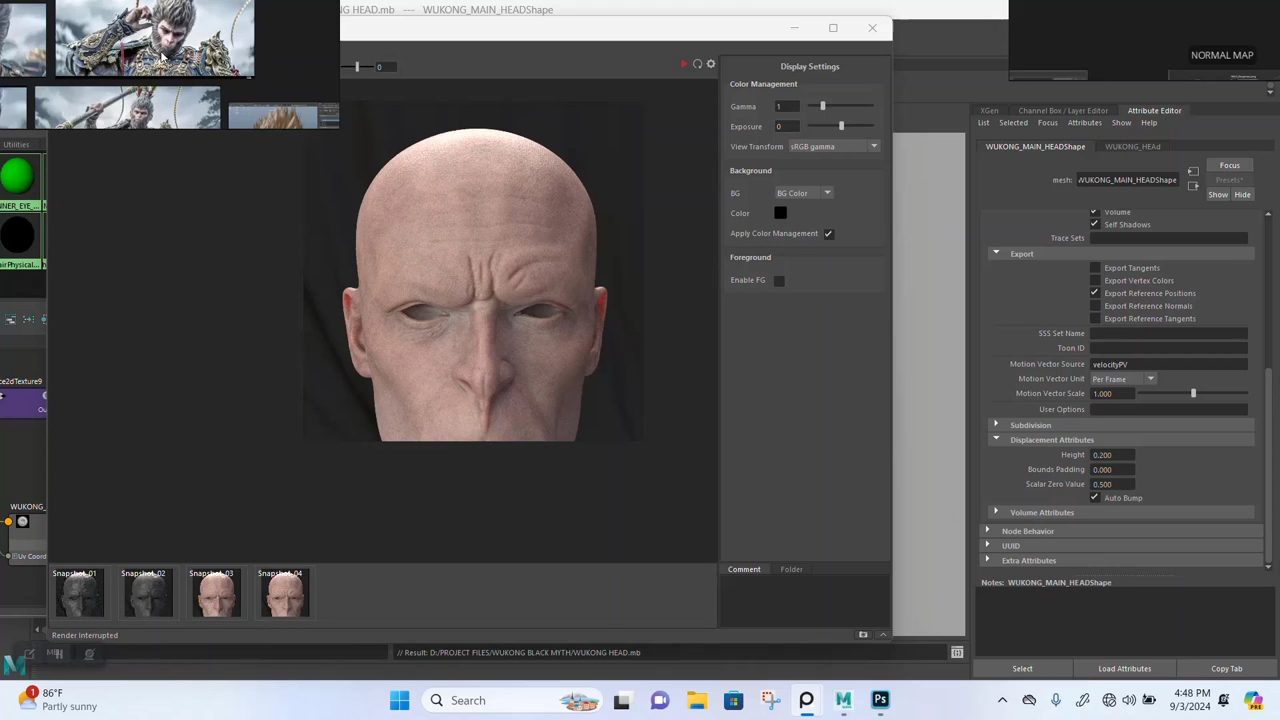 HEAD.mb --- WUKONG_MAIN_HEADShape
NORMAL MAP
0
Display Settings
Color Management
Gamma 1
Exposure 0
View Transform sRGB gamma
Background
BG BG Color
Color
Apply Color Management
Foreground
Enable FG
XGen Channel Box / Layer Editor Attribute Editor
List Selected Focus Attributes Show Help
WUKONG_MAIN_HEADShape WUKONG_HEAd
mesh: WUKONG_MAIN_HEADShape
Focus
Presets*
Show Hide
Volume
Self Shadows
Trace Sets
Export
Export Tangents
Export Vertex Colors
Export Reference Positions
Export Reference Normals
Export Reference Tangents
SSS Set Name
Toon ID
Motion Vector Source velocityPV
Motion Vector Unit Per Frame
Motion Vector Scale 1.000
User Options
Subdivision
Displacement Attributes
Height 0.200
Bounds Padding 0.000
Scalar Zero Value 0.500
Auto Bump
Volume Attributes
Node Behavior
UUID
Extra Attributes
Notes: WUKONG_MAIN_HEADShape
Select Load Attributes Copy Tab
Utilities
NNER_EYE_
airPhysical
ce2dTexture9
Ou
WUKONG_
Uv Coord
Snapshot_01 Snapshot_02 Snapshot_03 Snapshot_04
Comment Folder
Render Interrupted
// Result: D:/PROJECT FILES/WUKONG BLACK MYTH/WUKONG HEAD.mb
1
86°F
Partly sunny
Search
4:48 PM
9/3/2024